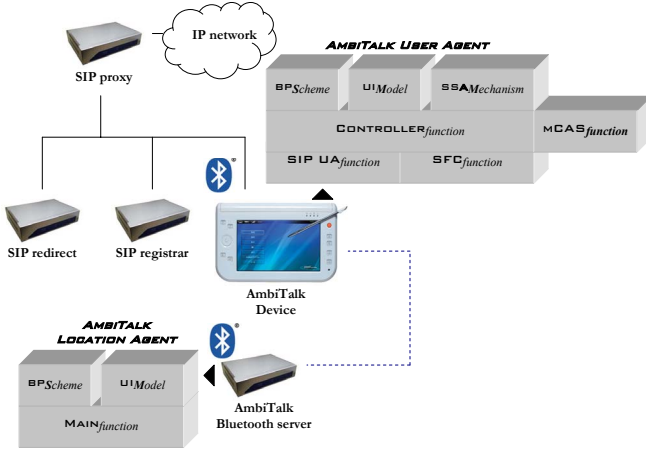 IP network
SIP proxy
AMBITALK USER AGENT
BPScheme
UIModel
SSAMechanism
CONTROLLERfunction
MCASfunction
SIP UAfunction
SFCfunction
SIP redirect
SIP registrar
AmbiTalk
Device
AMBITALK
LOCATION AGENT
BPScheme
UIModel
MAINfunction
AmbiTalk
Bluetooth server